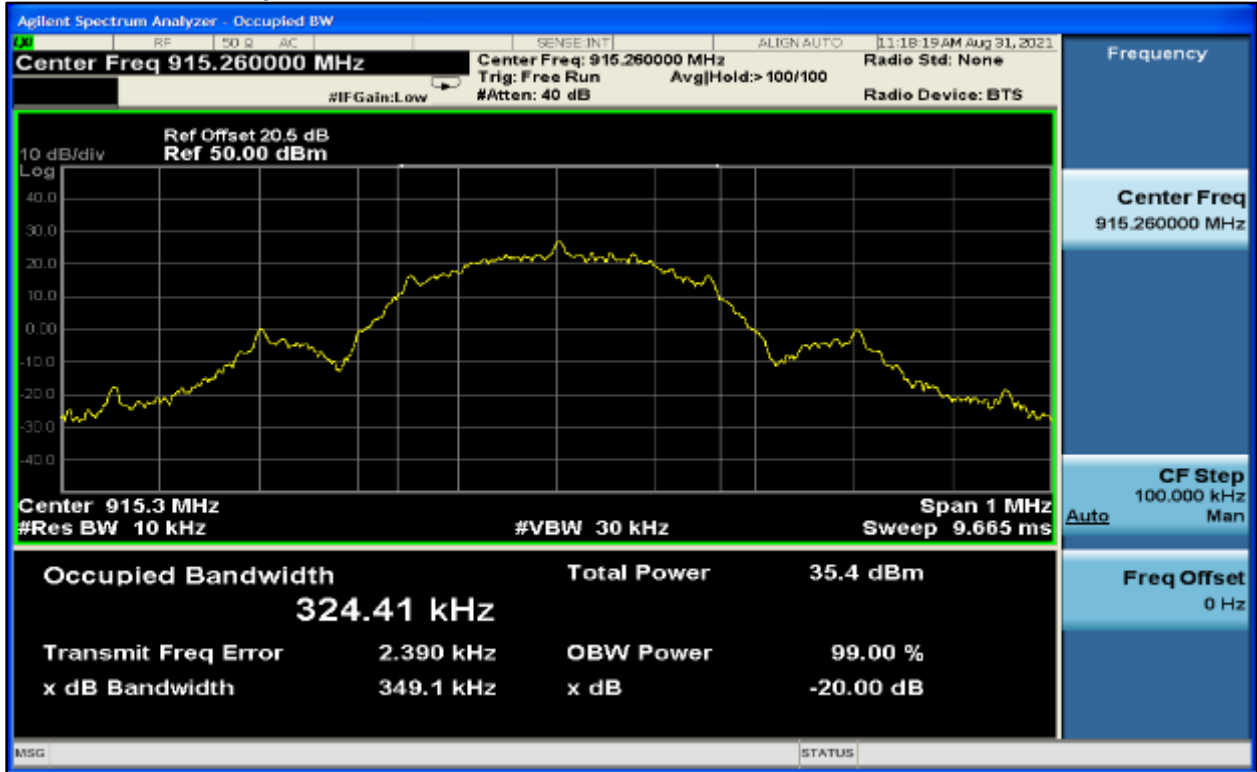 Agilent Spectrum Analyzer - Occupied BW
LXI RF 50 Ω AC SENSE:INT ALIGN AUTO 11:18:19 AM Aug 31, 2021
Center Freq 915.260000 MHz
Center Freq: 915.260000 MHz
Radio Std: None
Trig: Free Run Avg|Hold:> 100/100
#IFGain:Low
#Atten: 40 dB
Radio Device: BTS
Ref Offset 20.5 dB
10 dB/div Ref 50.00 dBm
Log
40.0
30.0
20.0
10.0
0.00
-10.0
-20.0
-30.0
-40.0
Center 915.3 MHz Span 1 MHz
#Res BW 10 kHz #VBW 30 kHz Sweep 9.665 ms
Occupied Bandwidth Total Power 35.4 dBm
324.41 kHz
Transmit Freq Error 2.390 kHz OBW Power 99.00 %
x dB Bandwidth 349.1 kHz x dB -20.00 dB
MSG STATUS
Frequency
Center Freq
915.260000 MHz
CF Step
100.000 kHz
Auto Man
Freq Offset
0 Hz